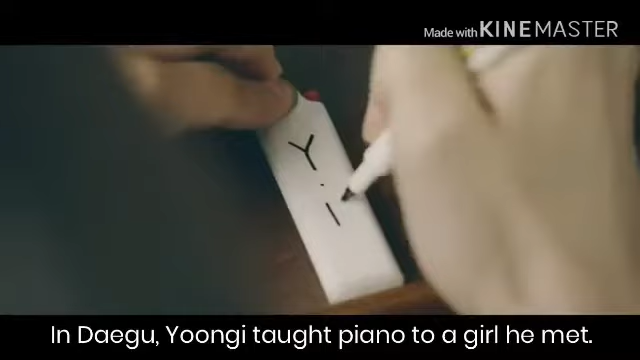 Made with KINEMASTER
Y
.
I
In Daegu, Yoongi taught piano to a girl he met.